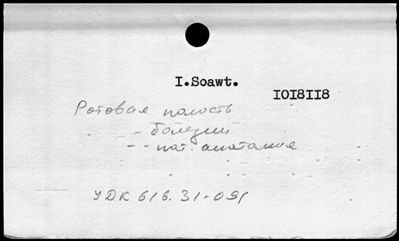 I.Soawt.
IOI8II8
Ротовая полость
- болезни
- - пат. анатомия
УДК 616.31-091